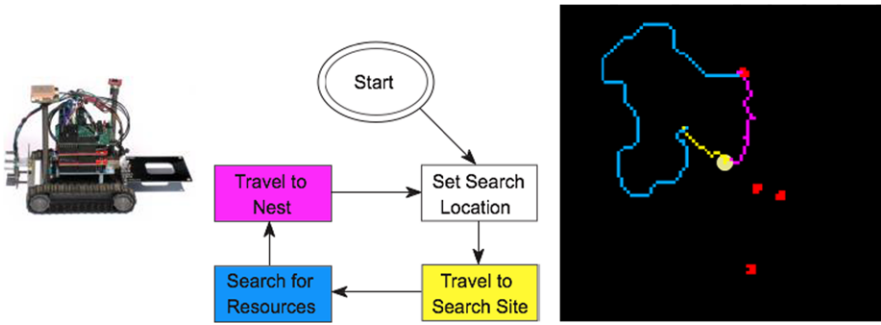 Start
Travel to
Nest
Set Search
Location
Search for
Resources
Travel to
Search Site